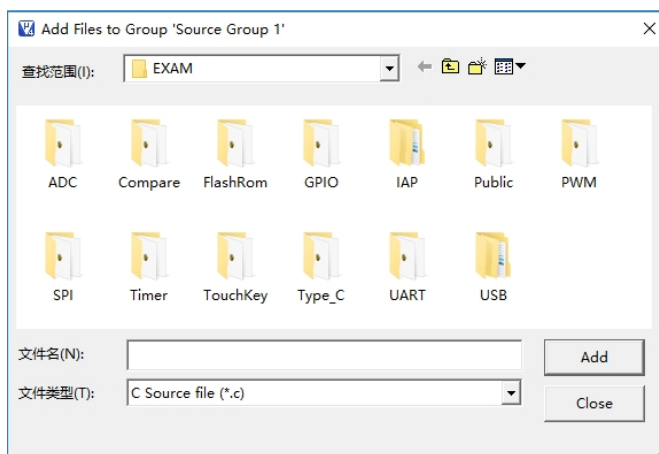 Add Files to Group 'Source Group 1'
查找范围(I): EXAM
ADC Compare FlashRom GPIO IAP Public PWM
SPI Timer TouchKey Type_C UART USB
文件名(N): Add
文件类型(T): C Source file (*.c) Close